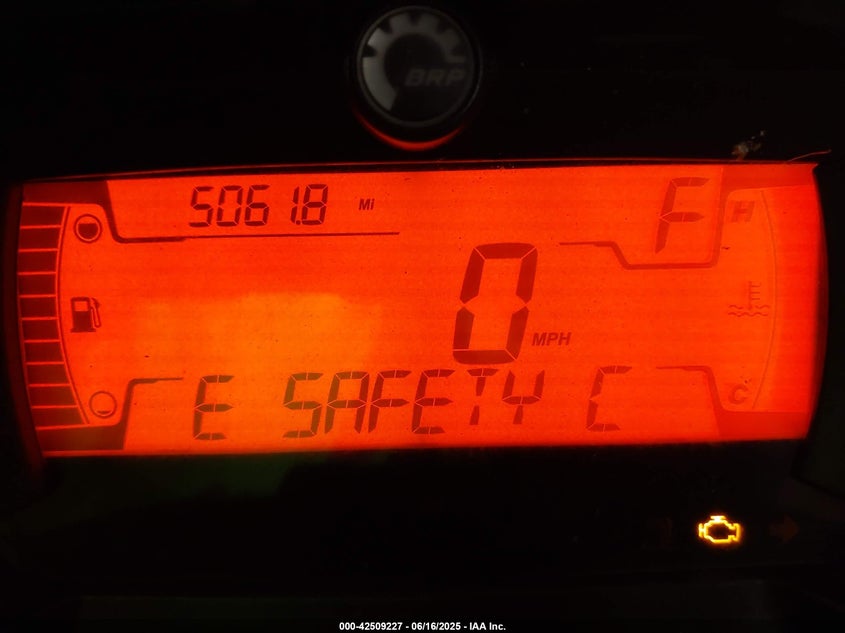 BRP
5061.8 Mi
F
H
0 MPH
E SAFETY C
C
000-42509227 - 06/16/2025 - IAA Inc.